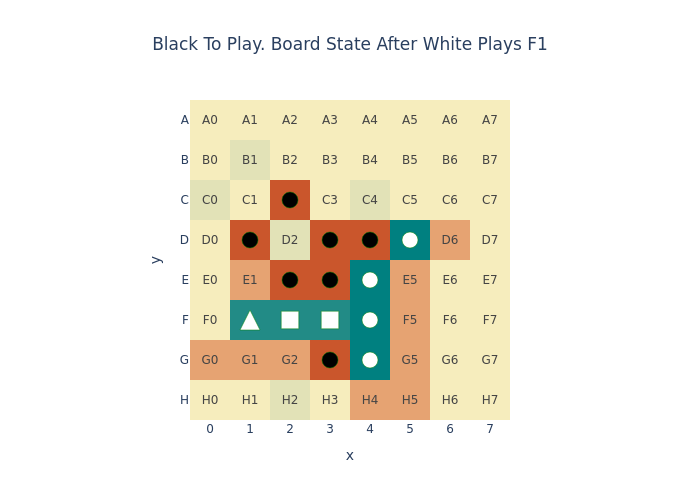 Black To Play. Board State After White Plays F1
A A0 A1 A2 A3 A4 A5 A6 A7
B B0 B1 B2 B3 B4 B5 B6 B7
C C0 C1 C3 C4 C5 C6 C7
D D0 D2 D6 D7
y
E E0 E1 E5 E6 E7
F F0 F5 F6 F7
G G0 G1 G2 G5 G6 G7
H H0 H1 H2 H3 H4 H5 H6 H7
0 1 2 3 4 5 6 7
x